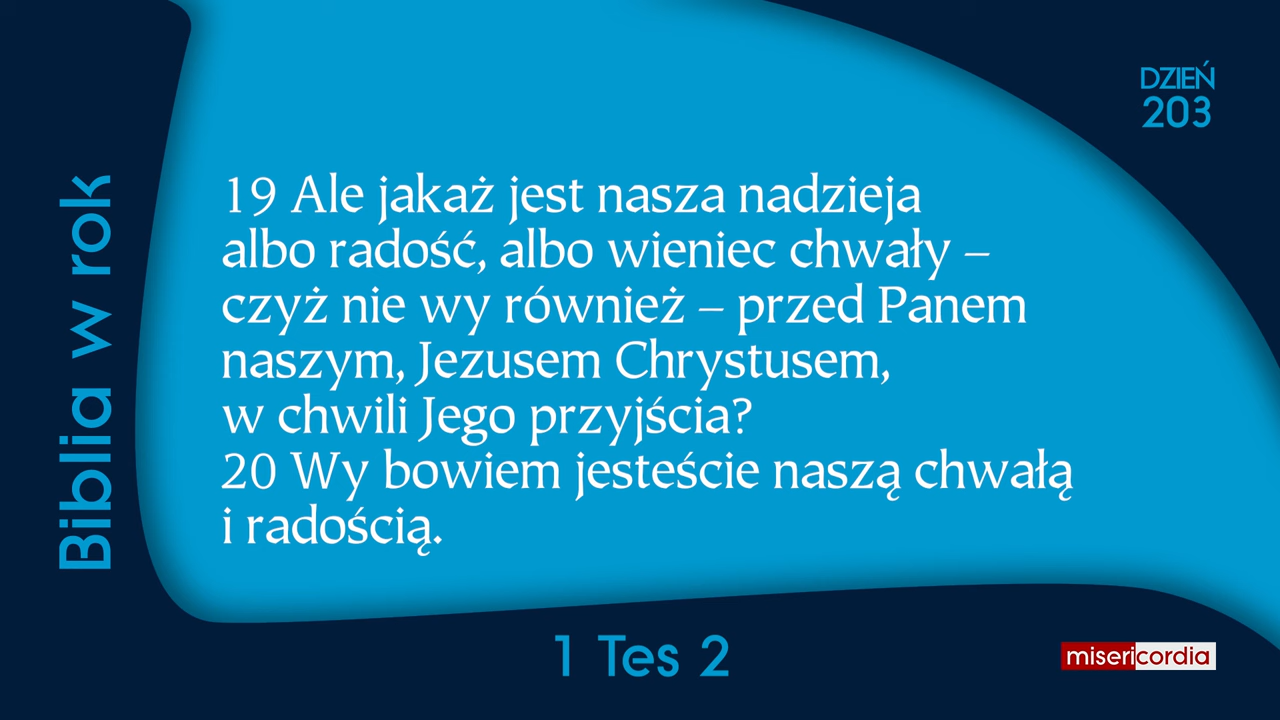 DZIEŃ
203
Biblia w rok
19 Ale jakaż jest nasza nadzieja
albo radość, albo wieniec chwały –
czyż nie wy również – przed Panem
naszym, Jezusem Chrystusem,
w chwili Jego przyjścia?
20 Wy bowiem jesteście naszą chwałą
i radością.
1 Tes 2
misericordia